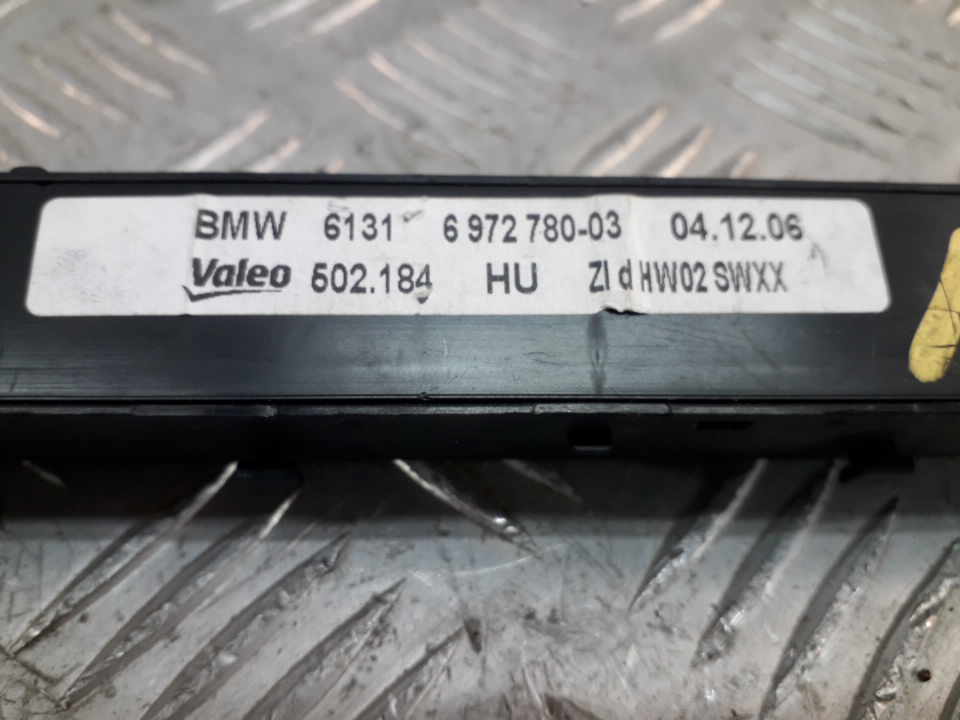 BMW 6131 6 972 780-03 04.12.06
Valeo 502.184 HU ZI d HW02 SWXX